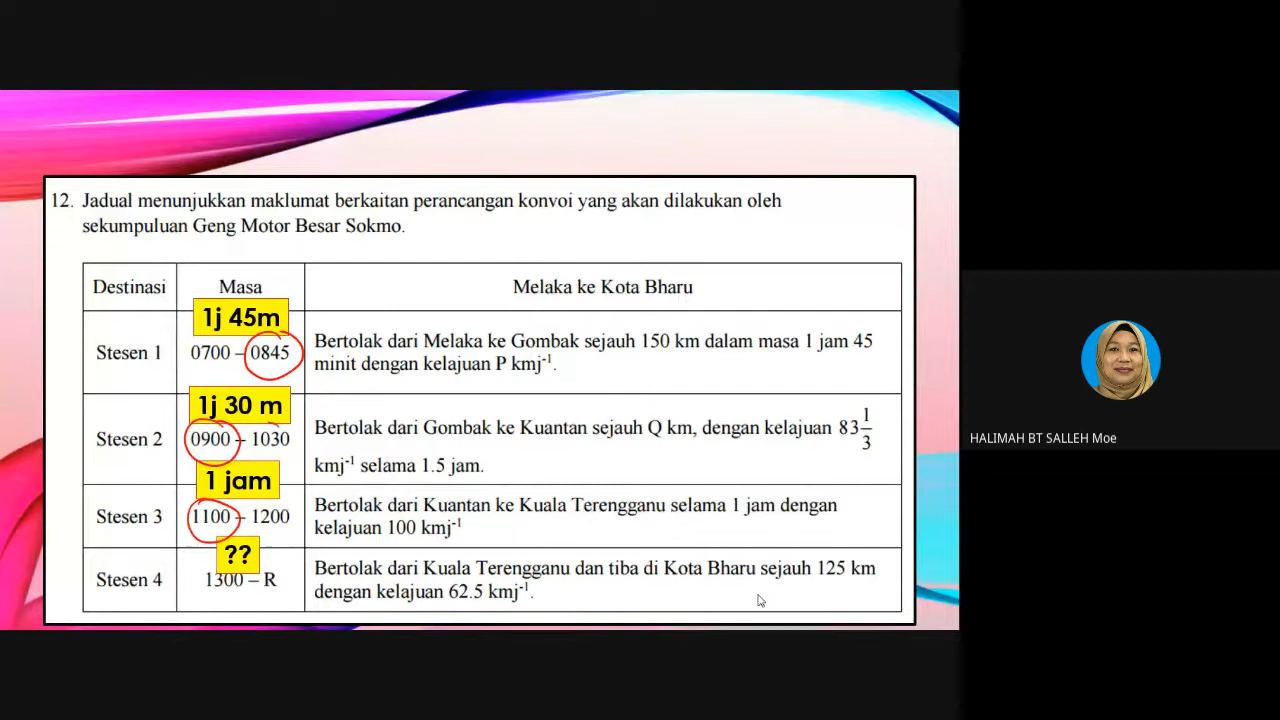 12. Jadual menunjukkan maklumat berkaitan perancangan konvoi yang akan dilakukan oleh
sekumpuluan Geng Motor Besar Sokmo.
Destinasi Masa Melaka ke Kota Bharu
1j 45m
Stesen 1 0700 – 0845 Bertolak dari Melaka ke Gombak sejauh 150 km dalam masa 1 jam 45
minit dengan kelajuan P kmj⁻¹.
1j 30 m
Stesen 2 0900 – 1030 Bertolak dari Gombak ke Kuantan sejauh Q km, dengan kelajuan 83 1/3
kmj⁻¹ selama 1.5 jam.
1 jam
Stesen 3 1100 – 1200 Bertolak dari Kuantan ke Kuala Terengganu selama 1 jam dengan
kelajuan 100 kmj⁻¹
??
Stesen 4 1300 – R Bertolak dari Kuala Terengganu dan tiba di Kota Bharu sejauh 125 km
dengan kelajuan 62.5 kmj⁻¹.
HALIMAH BT SALLEH Moe